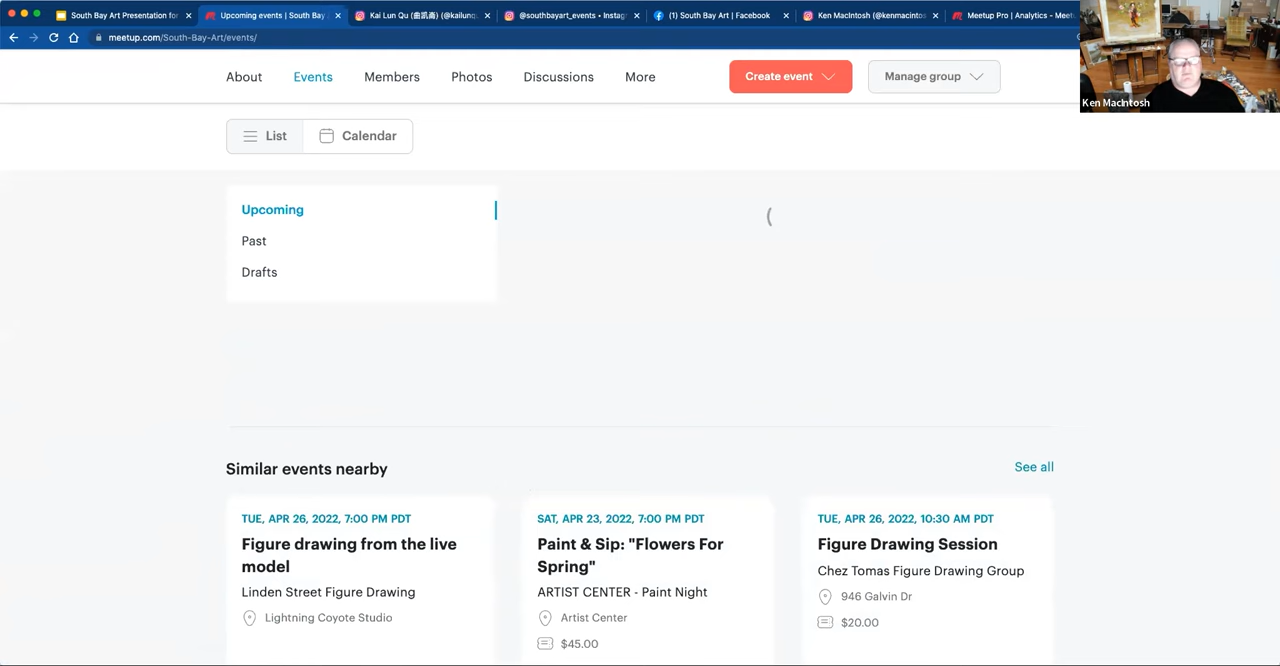 South Bay Art Presentation for
Upcoming events | South Bay
Kai Lun Qu (曲凱崙) (@kailunq
@southbayart_events • Instag
(1) South Bay Art | Facebook
Ken MacIntosh (@kenmacintos
Meetup Pro | Analytics - Meet
meetup.com/South-Bay-Art/events/
About
Events
Members
Photos
Discussions
More
Create event
Manage group
Ken MacIntosh
List
Calendar
Upcoming
Past
Drafts
Similar events nearby
See all
TUE, APR 26, 2022, 7:00 PM PDT
Figure drawing from the live
model
Linden Street Figure Drawing
Lightning Coyote Studio
SAT, APR 23, 2022, 7:00 PM PDT
Paint & Sip: "Flowers For
Spring"
ARTIST CENTER - Paint Night
Artist Center
$45.00
TUE, APR 26, 2022, 10:30 AM PDT
Figure Drawing Session
Chez Tomas Figure Drawing Group
946 Galvin Dr
$20.00